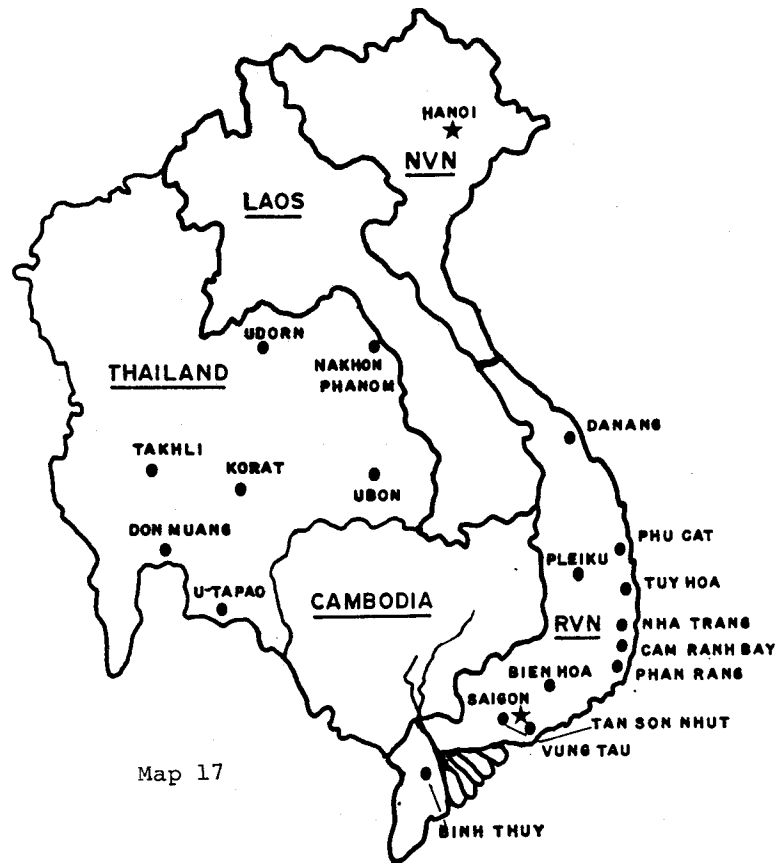 HANOI
NVN
LAOS
UDORN
NAKHON
PHANOM
THAILAND
DANANG
TAKHLI
KORAT
UBON
DON MUANG
PHU CAT
PLEIKU
TUY HOA
U-TAPAO
CAMBODIA
RVN
NHA TRANG
CAM RANH BAY
PHAN RANG
BIEN HOA
SAIGON
TAN SON NHUT
VUNG TAU
Map 17
BINH THUY